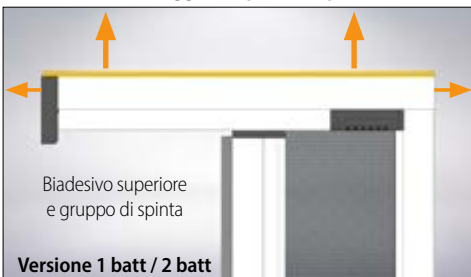 Biadesivo superiore
e gruppo di spinta
Versione 1 batt / 2 batt